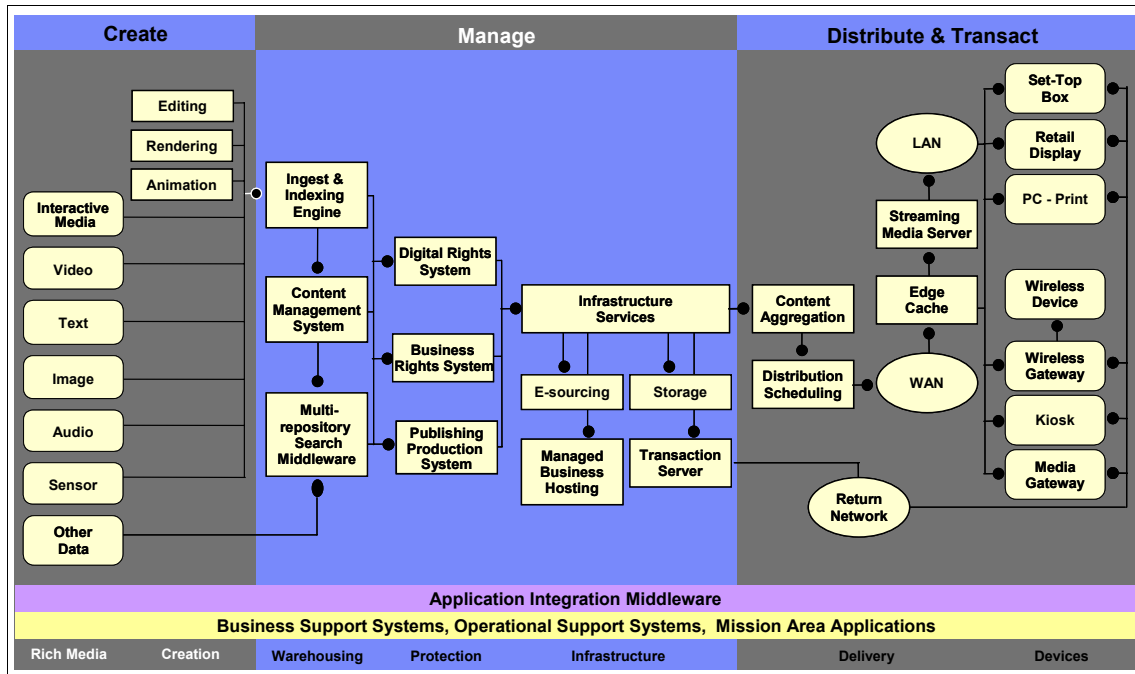 Create
Manage
Distribute & Transact
Editing
Rendering
Animation
Interactive
Media
Video
Text
Image
Audio
Sensor
Other
Data
Ingest &
Indexing
Engine
Content
Management
System
Multi-
repository
Search
Middleware
Digital Rights
System
Business
Rights System
Publishing
Production
System
Infrastructure
Services
E-sourcing
Storage
Managed
Business
Hosting
Transaction
Server
Content
Aggregation
Distribution
Scheduling
LAN
Streaming
Media Server
Edge
Cache
WAN
Return
Network
Set-Top
Box
Retail
Display
PC - Print
Wireless
Device
Wireless
Gateway
Kiosk
Media
Gateway
Application Integration Middleware
Business Support Systems, Operational Support Systems, Mission Area Applications
Rich Media
Creation
Warehousing
Protection
Infrastructure
Delivery
Devices